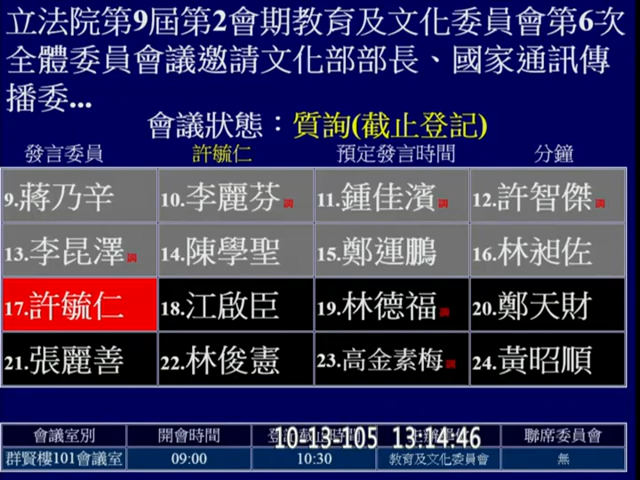 立法院第9屆第2會期教育及文化委員會第6次
全體委員會議邀請文化部部長、國家通訊傳
播委...
會議狀態：質詢(截止登記)
發言委員 許毓仁 預定發言時間 分鐘
9.蔣乃辛 10.李麗芬調 11.鍾佳濱調 12.許智傑調
13.李昆澤調 14.陳學聖 15.鄭運鵬 16.林昶佐
17.許毓仁 18.江啟臣 19.林德福調 20.鄭天財
21.張麗善 22.林俊憲 23.高金素梅調 24.黃昭順
會議室別 開會時間 聯席委員會
10-13-105 13:14:46
群賢樓101會議室 09:00 10:30 教育及文化委員會 無